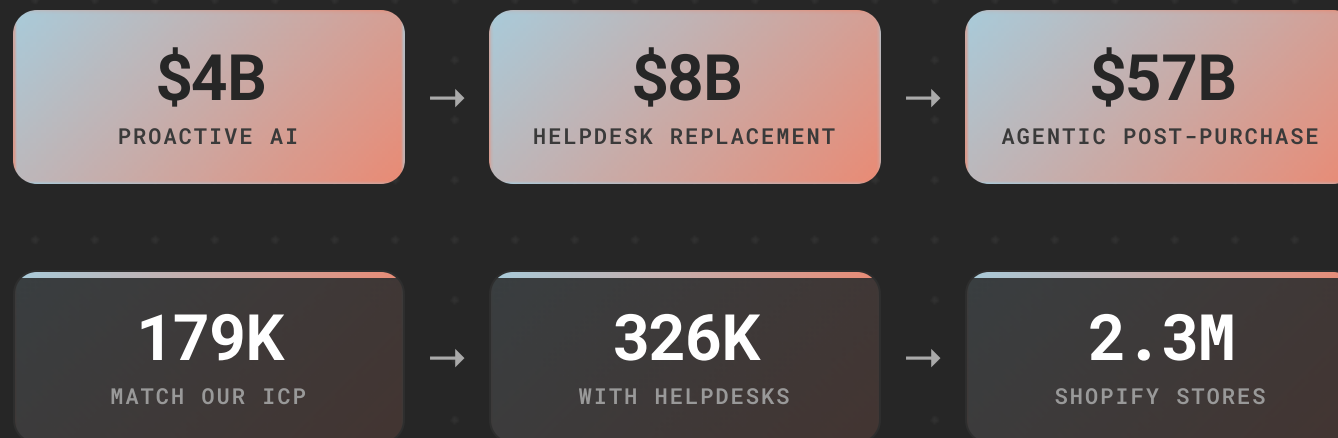 $4B
PROACTIVE AI
$8B
HELPDESK REPLACEMENT
$57B
AGENTIC POST-PURCHASE
179K
MATCH OUR ICP
326K
WITH HELPDESKS
2.3M
SHOPIFY STORES